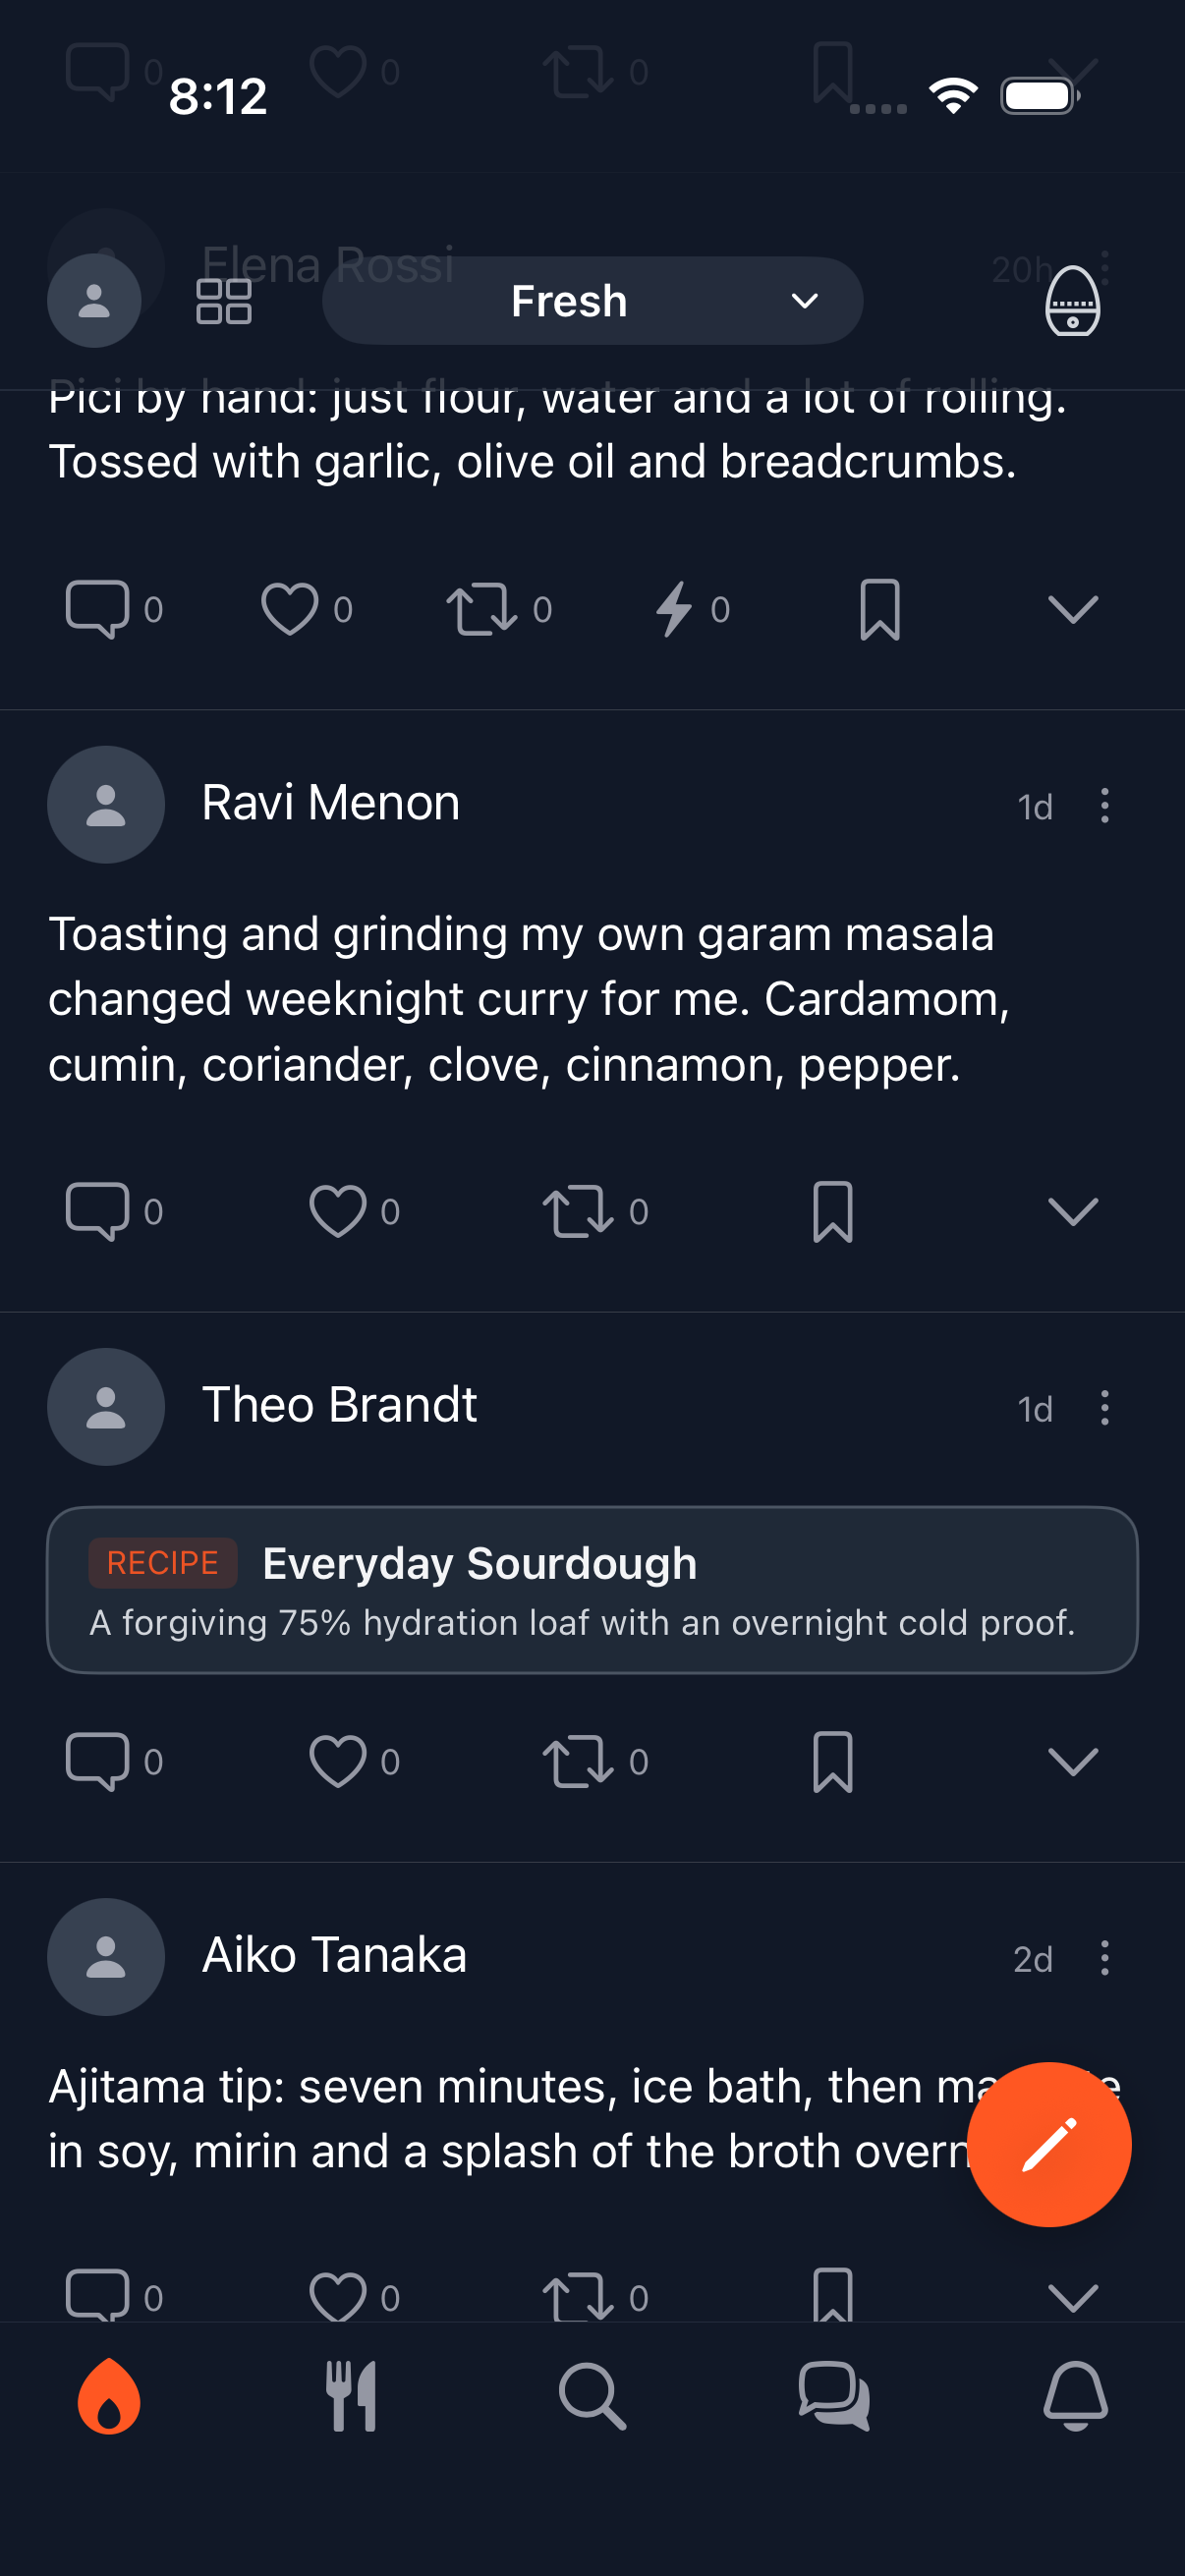 0 0 0
8:12
Elena Rossi 20h
Fresh
Pici by hand: just flour, water and a lot of rolling.
Tossed with garlic, olive oil and breadcrumbs.
0 0 0 0
Ravi Menon 1d
Toasting and grinding my own garam masala
changed weeknight curry for me. Cardamom,
cumin, coriander, clove, cinnamon, pepper.
0 0 0
Theo Brandt 1d
RECIPE Everyday Sourdough
A forgiving 75% hydration loaf with an overnight cold proof.
0 0 0
Aiko Tanaka 2d
Ajitama tip: seven minutes, ice bath, then
in soy, mirin and a splash of the broth
0 0 0